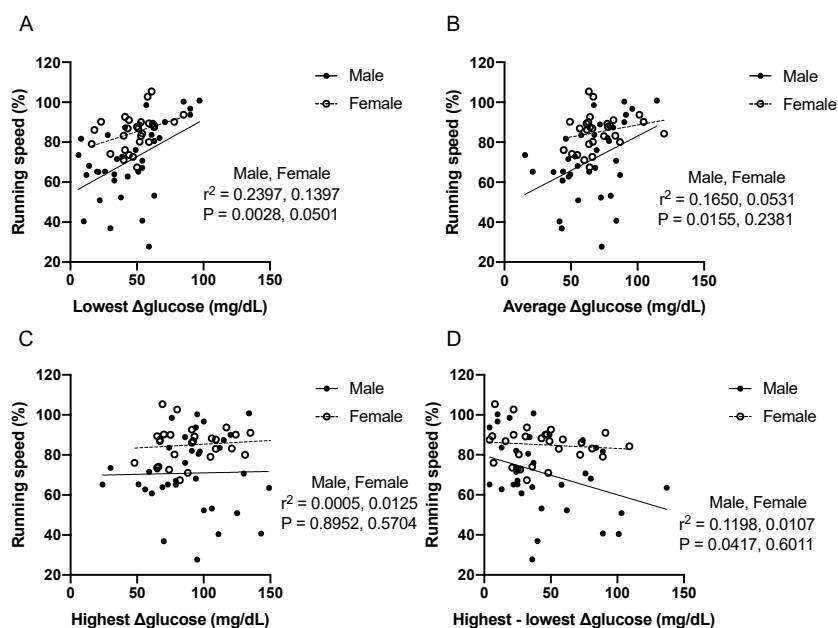 A
Male
Female
Running speed (%)
120
100
80
60
40
20
0
50
100
150
Lowest Δglucose (mg/dL)
Male, Female
r² = 0.2397, 0.1397
P = 0.0028, 0.0501
B
Male
Female
Running speed (%)
120
100
80
60
40
20
0
50
100
150
Average Δglucose (mg/dL)
Male, Female
r² = 0.1650, 0.0531
P = 0.0155, 0.2381
C
Male
Female
Running speed (%)
120
100
80
60
40
20
0
50
100
150
Highest Δglucose (mg/dL)
Male, Female
r² = 0.0005, 0.0125
P = 0.8952, 0.5704
D
Male
Female
Running speed (%)
120
100
80
60
40
20
0
50
100
150
Highest - lowest Δglucose (mg/dL)
Male, Female
r² = 0.1198, 0.0107
P = 0.0417, 0.6011